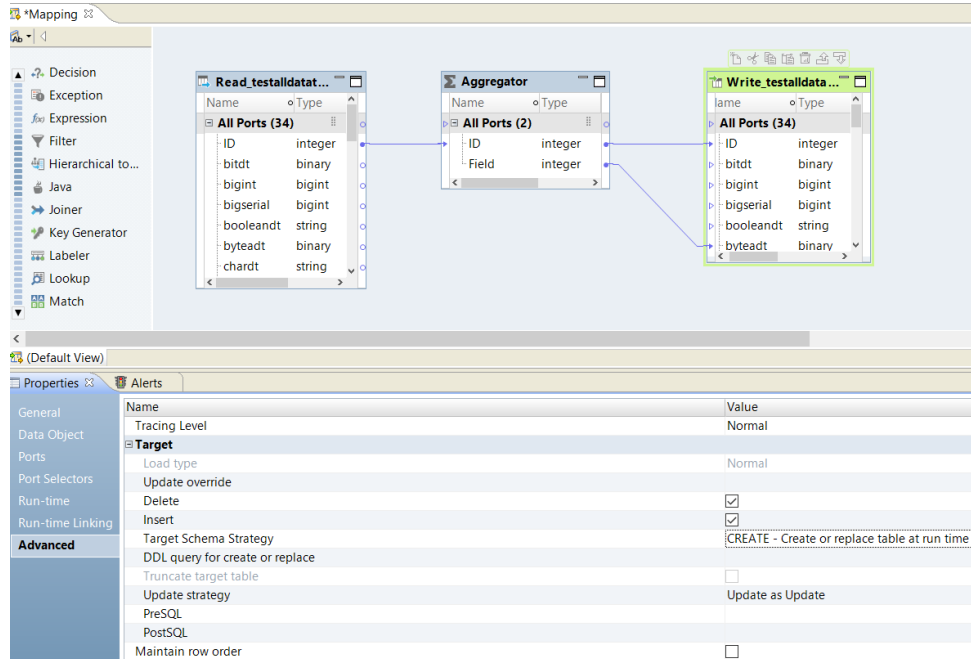 *Mapping
Ab
Decision
Exception
fxx Expression
Filter
Hierarchical to...
Java
Joiner
Key Generator
Labeler
Lookup
Match
Read_testalldatat...
Name Type
All Ports (34)
ID integer
bitdt binary
bigint bigint
bigserial bigint
booleandt string
byteadt binary
chardt string
Aggregator
Name Type
All Ports (2)
ID integer
Field integer
Write_testalldata...
lame Type
All Ports (34)
ID integer
bitdt binary
bigint bigint
bigserial bigint
booleandt string
byteadt binary
(Default View)
Properties Alerts
General
Data Object
Ports
Port Selectors
Run-time
Run-time Linking
Advanced
Name Value
Tracing Level Normal
Target
Load type Normal
Update override
Delete
Insert
Target Schema Strategy CREATE - Create or replace table at run time
DDL query for create or replace
Truncate target table
Update strategy Update as Update
PreSQL
PostSQL
Maintain row order